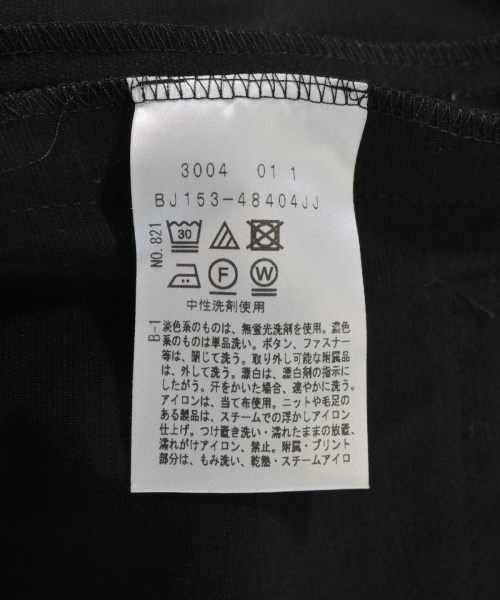 3004 01 1
BJ153-48404JJ
NO.821
30
F W
中性洗剤使用
B-1
淡色系のものは、無蛍光洗剤を使用。濃色
系のものは単品洗い。ボタン、ファスナー
等は、閉じて洗う。取り外し可能な附属品
は、外して洗う。漂白は、漂白剤の指示に
したがう。汗をかいた場合、速やかに洗う。
アイロンは、当て布使用。ニットや毛足の
ある製品は、スチームでの浮かしアイロン
仕上げ。つけ置き洗い・濡れたままの放置、
濡れがけアイロン、禁止。附属・プリント
部分は、もみ洗い、乾熱・スチームアイロ